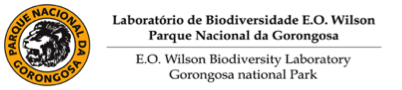 PARQUE NACIONAL DA
GORONGOSA
Laboratório de Biodiversidade E.O. Wilson
Parque Nacional da Gorongosa
E.O. Wilson Biodiversity Laboratory
Gorongosa national Park